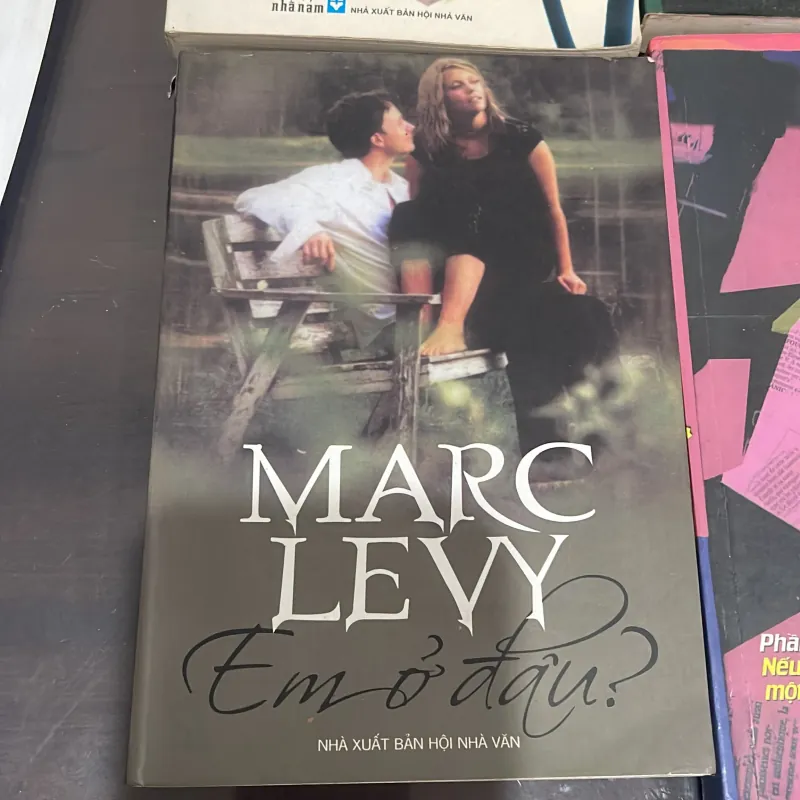 nhã nam
NHÀ XUẤT BẢN HỘI NHÀ VĂN
MARC
LEVY
Em ở đâu?
NHÀ XUẤT BẢN HỘI NHÀ VĂN
Phần
Nếu
một